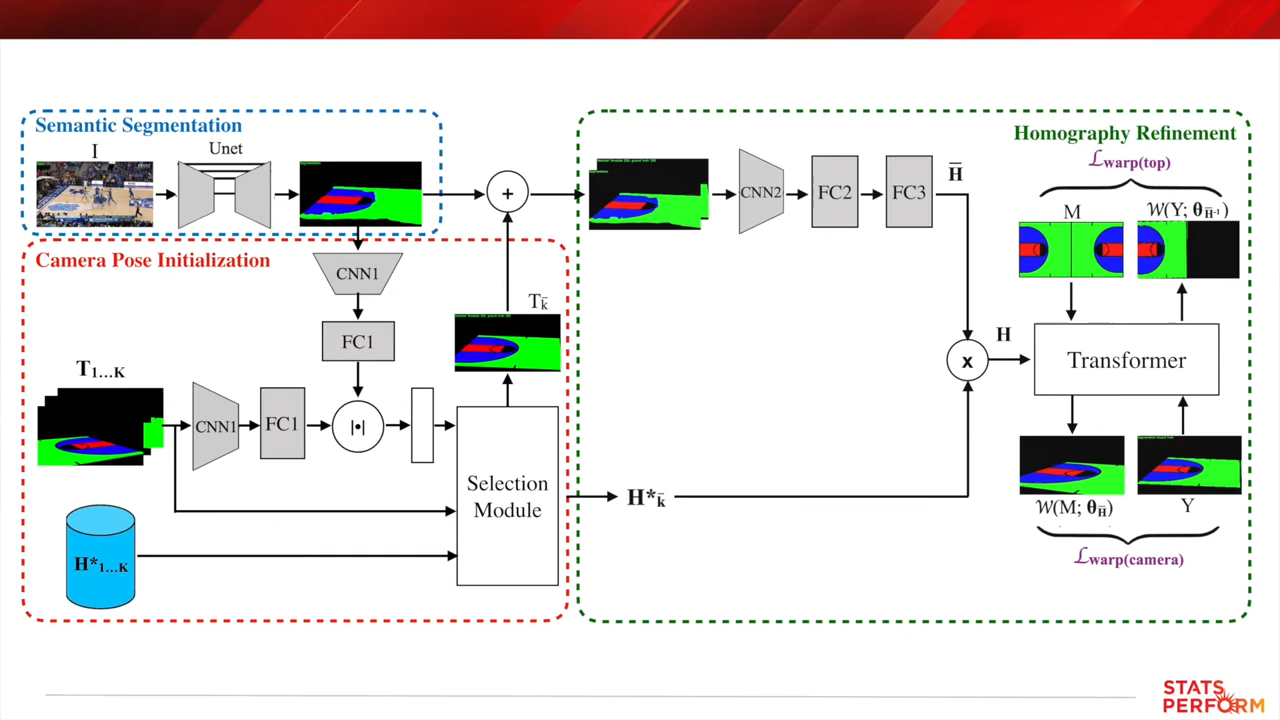 Semantic Segmentation
I
Unet
Camera Pose Initialization
CNN1
FC1
T1...K
CNN1
FC1
|•|
H*1...K
Selection
Module
Tk̄
+
H*k̄
Homography Refinement
CNN2
FC2
FC3
H̄
x
H
ℒwarp(top)
M
𝒲(Y; θH̄-1)
Transformer
𝒲(M; θH̄)
Y
ℒwarp(camera)
STATS
PERFORM